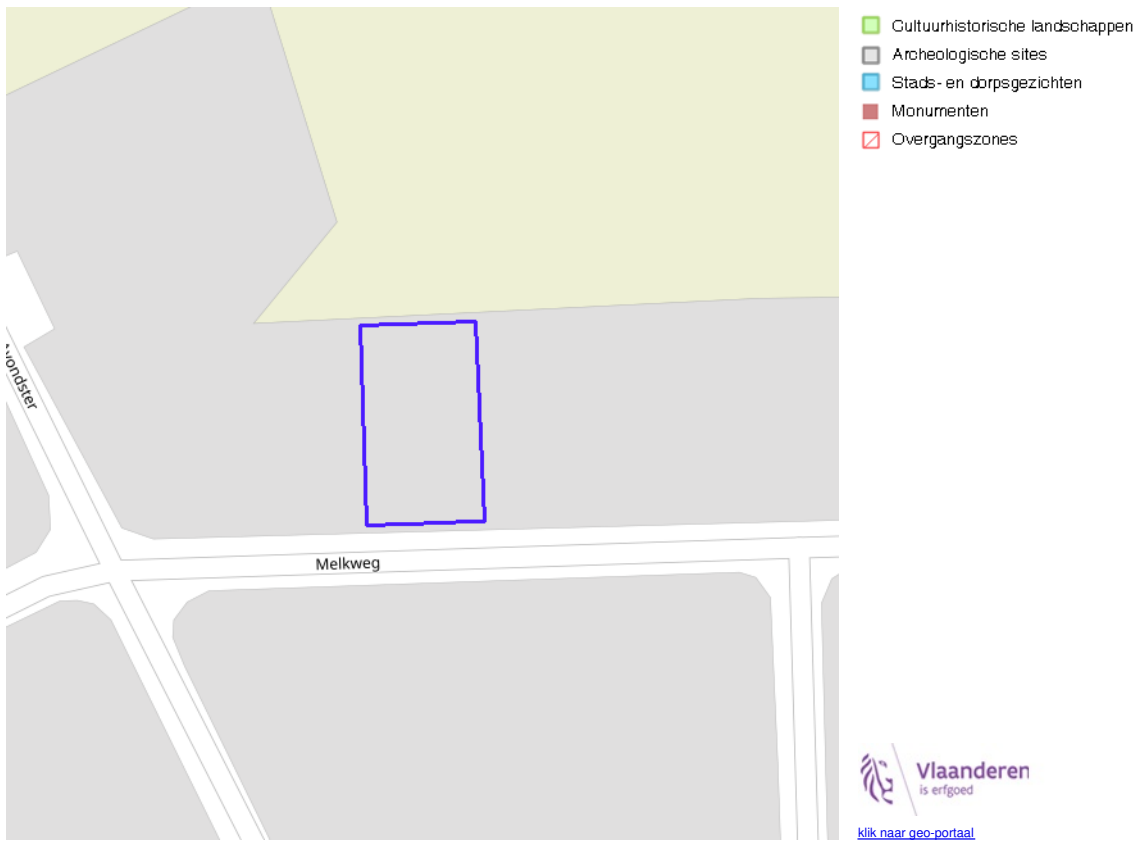 Cultuurhistorische landschappen
Archeologische sites
Stads- en dorpsgezichten
Monumenten
Overgangszones
Melkweg
Vlaanderen
is erfgoed
klik naar geo-portaal